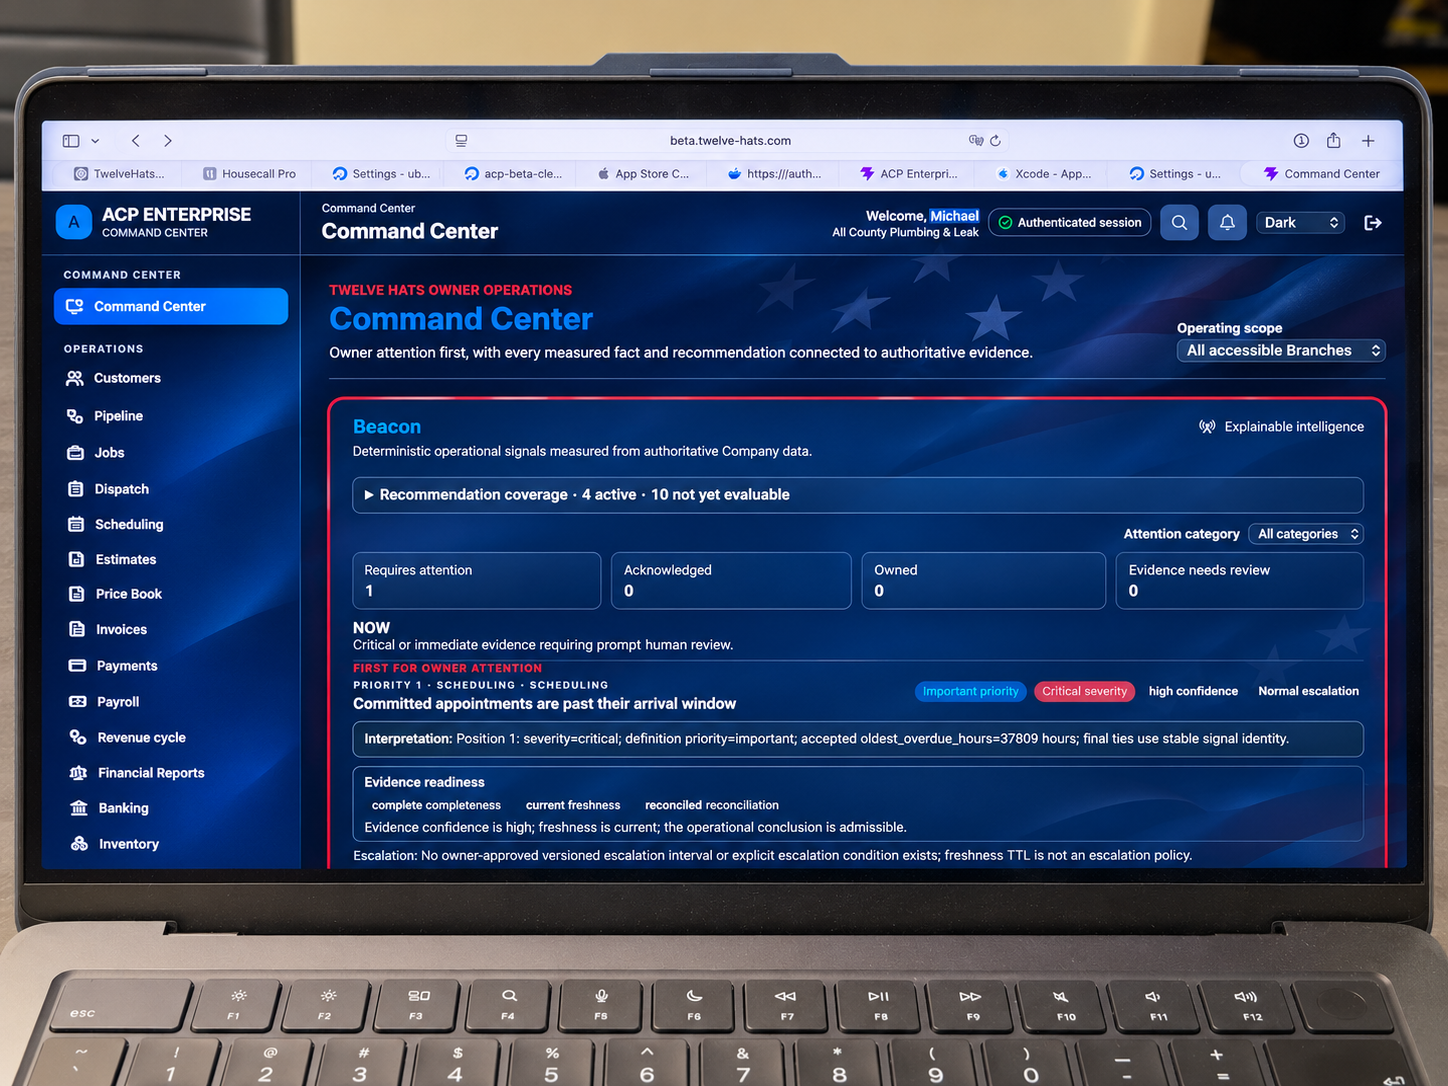 beta.twelve-hats.com
TwelveHats...
Housecall Pro
Settings - ub...
acp-beta-cle...
App Store C...
https://auth...
ACP Enterpri...
Xcode - App...
Settings - u...
Command Center
A
ACP ENTERPRISE
COMMAND CENTER
Command Center
Command Center
Welcome, Michael
All County Plumbing & Leak
Authenticated session
Dark
COMMAND CENTER
Command Center
OPERATIONS
Customers
Pipeline
Jobs
Dispatch
Scheduling
Estimates
Price Book
Invoices
Payments
Payroll
Revenue cycle
Financial Reports
Banking
Inventory
TWELVE HATS OWNER OPERATIONS
Command Center
Owner attention first, with every measured fact and recommendation connected to authoritative evidence.
Operating scope
All accessible Branches
Beacon
Explainable intelligence
Deterministic operational signals measured from authoritative Company data.
▶ Recommendation coverage · 4 active · 10 not yet evaluable
Attention category
All categories
Requires attention
1
Acknowledged
0
Owned
0
Evidence needs review
0
NOW
Critical or immediate evidence requiring prompt human review.
FIRST FOR OWNER ATTENTION
PRIORITY 1 · SCHEDULING · SCHEDULING
Committed appointments are past their arrival window
Important priority
Critical severity
high confidence
Normal escalation
Interpretation: Position 1: severity=critical; definition priority=important; accepted oldest_overdue_hours=37809 hours; final ties use stable signal identity.
Evidence readiness
complete completeness
current freshness
reconciled reconciliation
Evidence confidence is high; freshness is current; the operational conclusion is admissible.
Escalation: No owner-approved versioned escalation interval or explicit escalation condition exists; freshness TTL is not an escalation policy.
esc
F1
F2
F3
F4
F5
F6
F7
F8
F9
F10
F11
F12
~ `
! 1
@ 2
# 3
$ 4
% 5
^ 6
& 7
* 8
( 9
) 0
— -
+ =